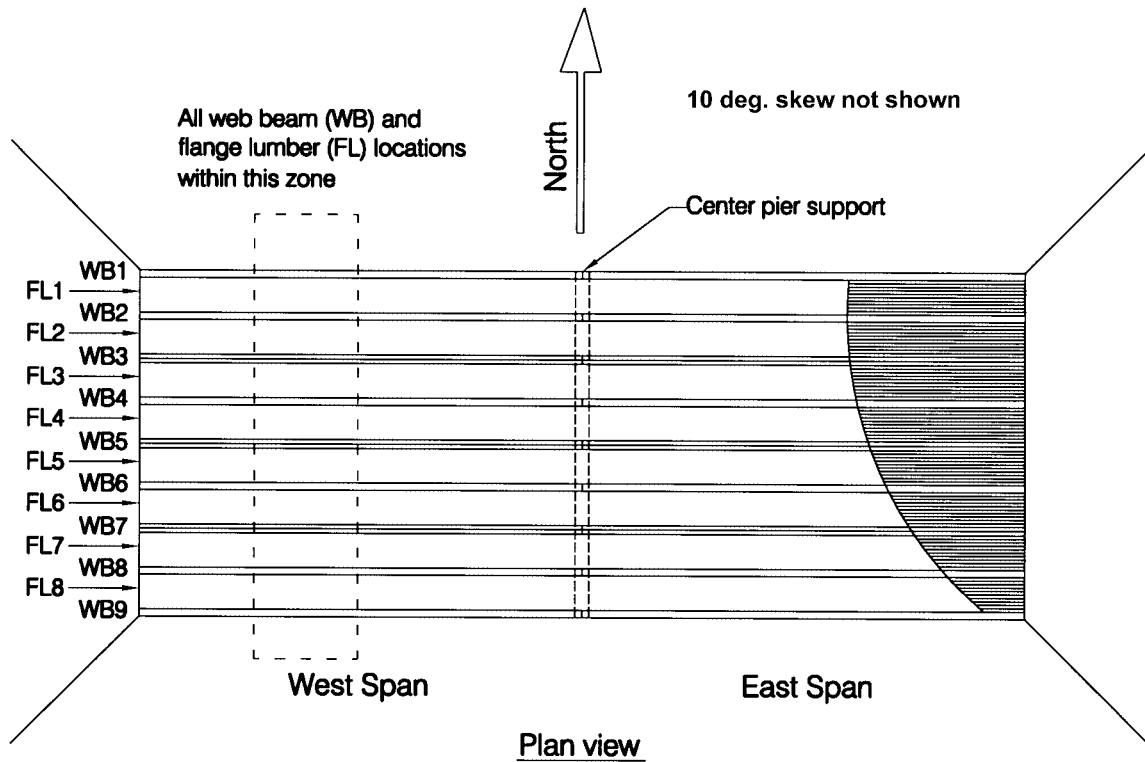 10 deg. skew not shown
All web beam (WB) and
flange lumber (FL) locations
within this zone
North
Center pier support
WB1
FL1
WB2
FL2
WB3
FL3
WB4
FL4
WB5
FL5
WB6
FL6
WB7
FL7
WB8
FL8
WB9
West Span
East Span
Plan view